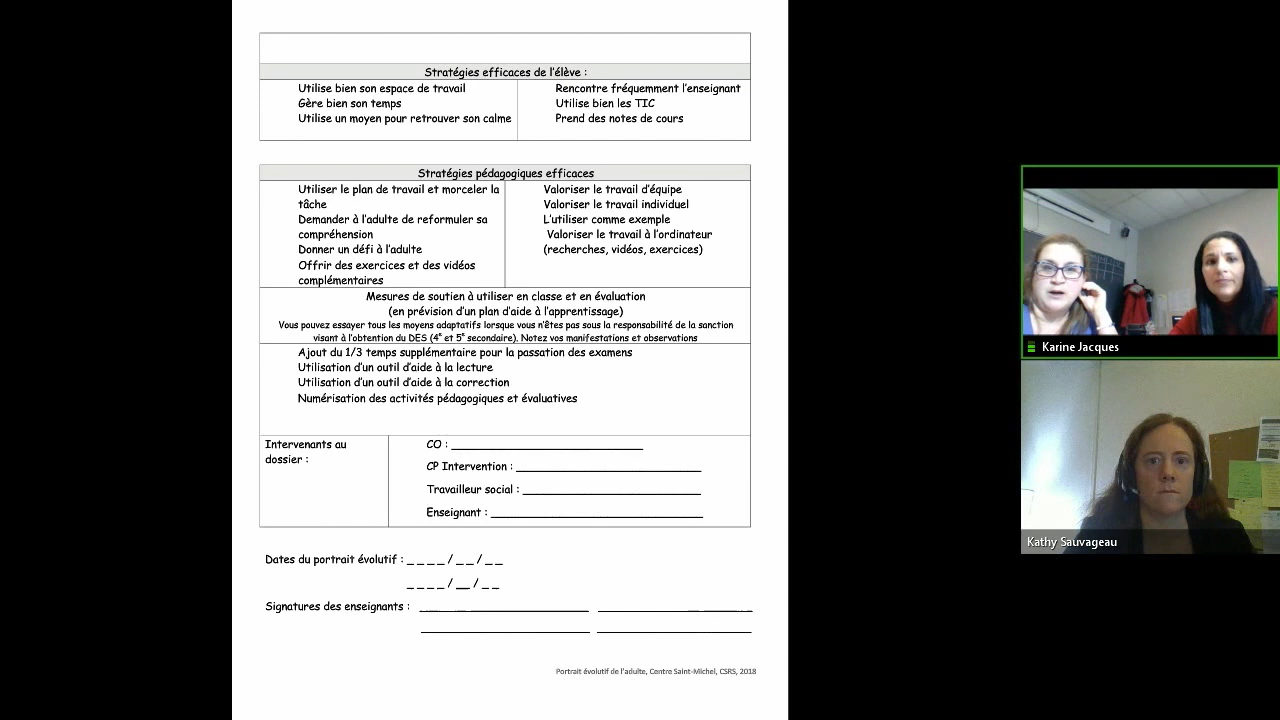 Stratégies efficaces de l'élève :
Utilise bien son espace de travail
Gère bien son temps
Utilise un moyen pour retrouver son calme
Rencontre fréquemment l'enseignant
Utilise bien les TIC
Prend des notes de cours
Stratégies pédagogiques efficaces
Utiliser le plan de travail et morceler la
tâche
Demander à l'adulte de reformuler sa
compréhension
Donner un défi à l'adulte
Offrir des exercices et des vidéos
complémentaires
Valoriser le travail d'équipe
Valoriser le travail individuel
L'utiliser comme exemple
Valoriser le travail à l'ordinateur
(recherches, vidéos, exercices)
Mesures de soutien à utiliser en classe et en évaluation
(en prévision d'un plan d'aide à l'apprentissage)
Vous pouvez essayer tous les moyens adaptatifs lorsque vous n'êtes pas sous la responsabilité de la sanction
visant à l'obtention du DES (4e et 5e secondaire). Notez vos manifestations et observations
Ajout du 1/3 temps supplémentaire pour la passation des examens
Utilisation d'un outil d'aide à la lecture
Utilisation d'un outil d'aide à la correction
Numérisation des activités pédagogiques et évaluatives
Intervenants au
dossier :
CO : ____________________
CP Intervention : ____________________
Travailleur social : ____________________
Enseignant : ____________________
Dates du portrait évolutif : _ _ _ _ / _ _ / _ _
_ _ _ _ / _ _ / _ _
Signatures des enseignants : ____________________ ____________________
____________________ ____________________
Portrait évolutif de l'adulte, Centre Saint-Michel, CSRS, 2018
Karine Jacques
Kathy Sauvageau